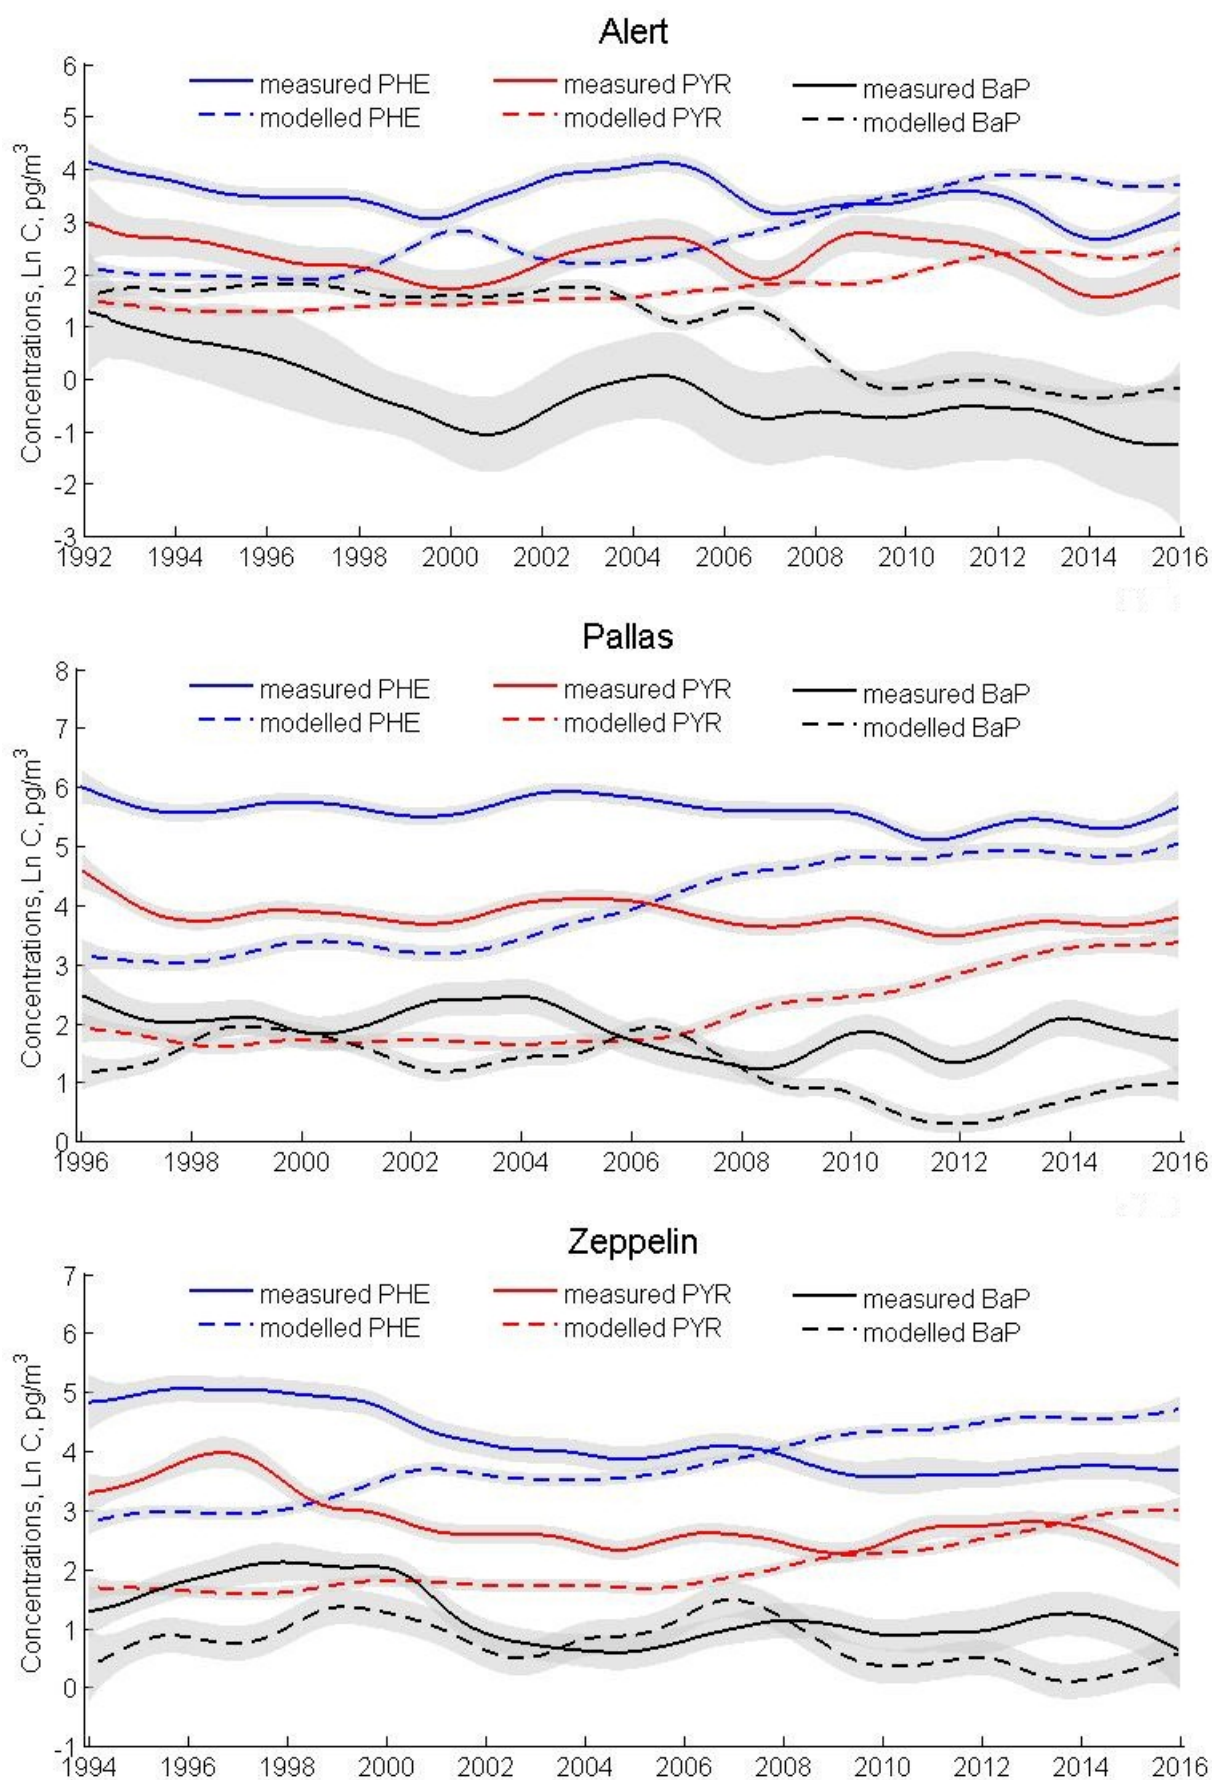 Alert
measured PHE measured PYR measured BaP
modelled PHE modelled PYR modelled BaP
Concentrations, Ln C, pg/m³
6
5
4
3
2
1
0
-1
-2
-3
1992 1994 1996 1998 2000 2002 2004 2006 2008 2010 2012 2014 2016
Pallas
measured PHE measured PYR measured BaP
modelled PHE modelled PYR modelled BaP
Concentrations, Ln C, pg/m³
8
7
6
5
4
3
2
1
0
1996 1998 2000 2002 2004 2006 2008 2010 2012 2014 2016
Zeppelin
measured PHE measured PYR measured BaP
modelled PHE modelled PYR modelled BaP
Concentrations, Ln C, pg/m³
7
6
5
4
3
2
1
0
-1
1994 1996 1998 2000 2002 2004 2006 2008 2010 2012 2014 2016